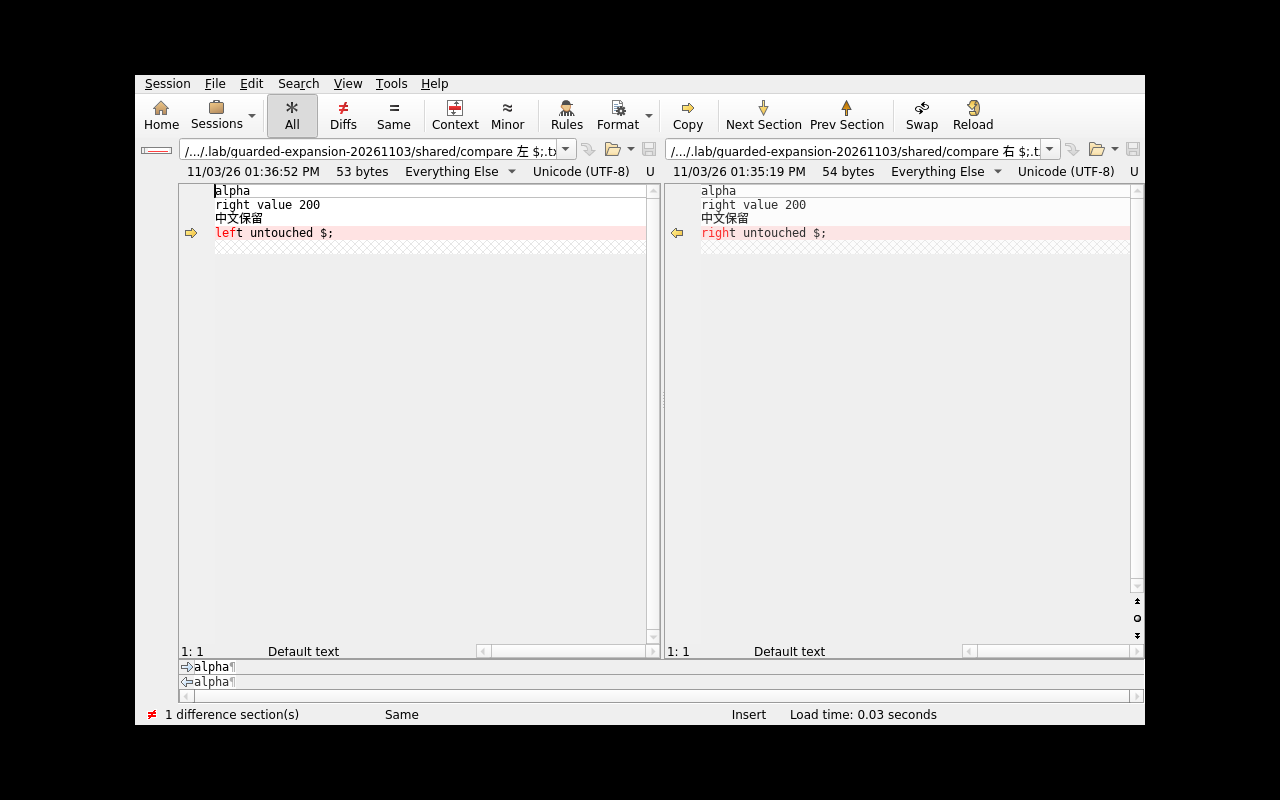 Session File Edit Search View Tools Help
Home Sessions All Diffs Same Context Minor Rules Format Copy Next Section Prev Section Swap Reload
/.../.lab/guarded-expansion-20261103/shared/compare 左 $;.tx /.../.lab/guarded-expansion-20261103/shared/compare 右 $;.t
11/03/26 01:36:52 PM 53 bytes Everything Else Unicode (UTF-8) U 11/03/26 01:35:19 PM 54 bytes Everything Else Unicode (UTF-8) U
alpha
right value 200
中文保留
left untouched $;
alpha
right value 200
中文保留
right untouched $;
1: 1 Default text 1: 1 Default text
alpha¶
alpha¶
≠ 1 difference section(s) Same Insert Load time: 0.03 seconds